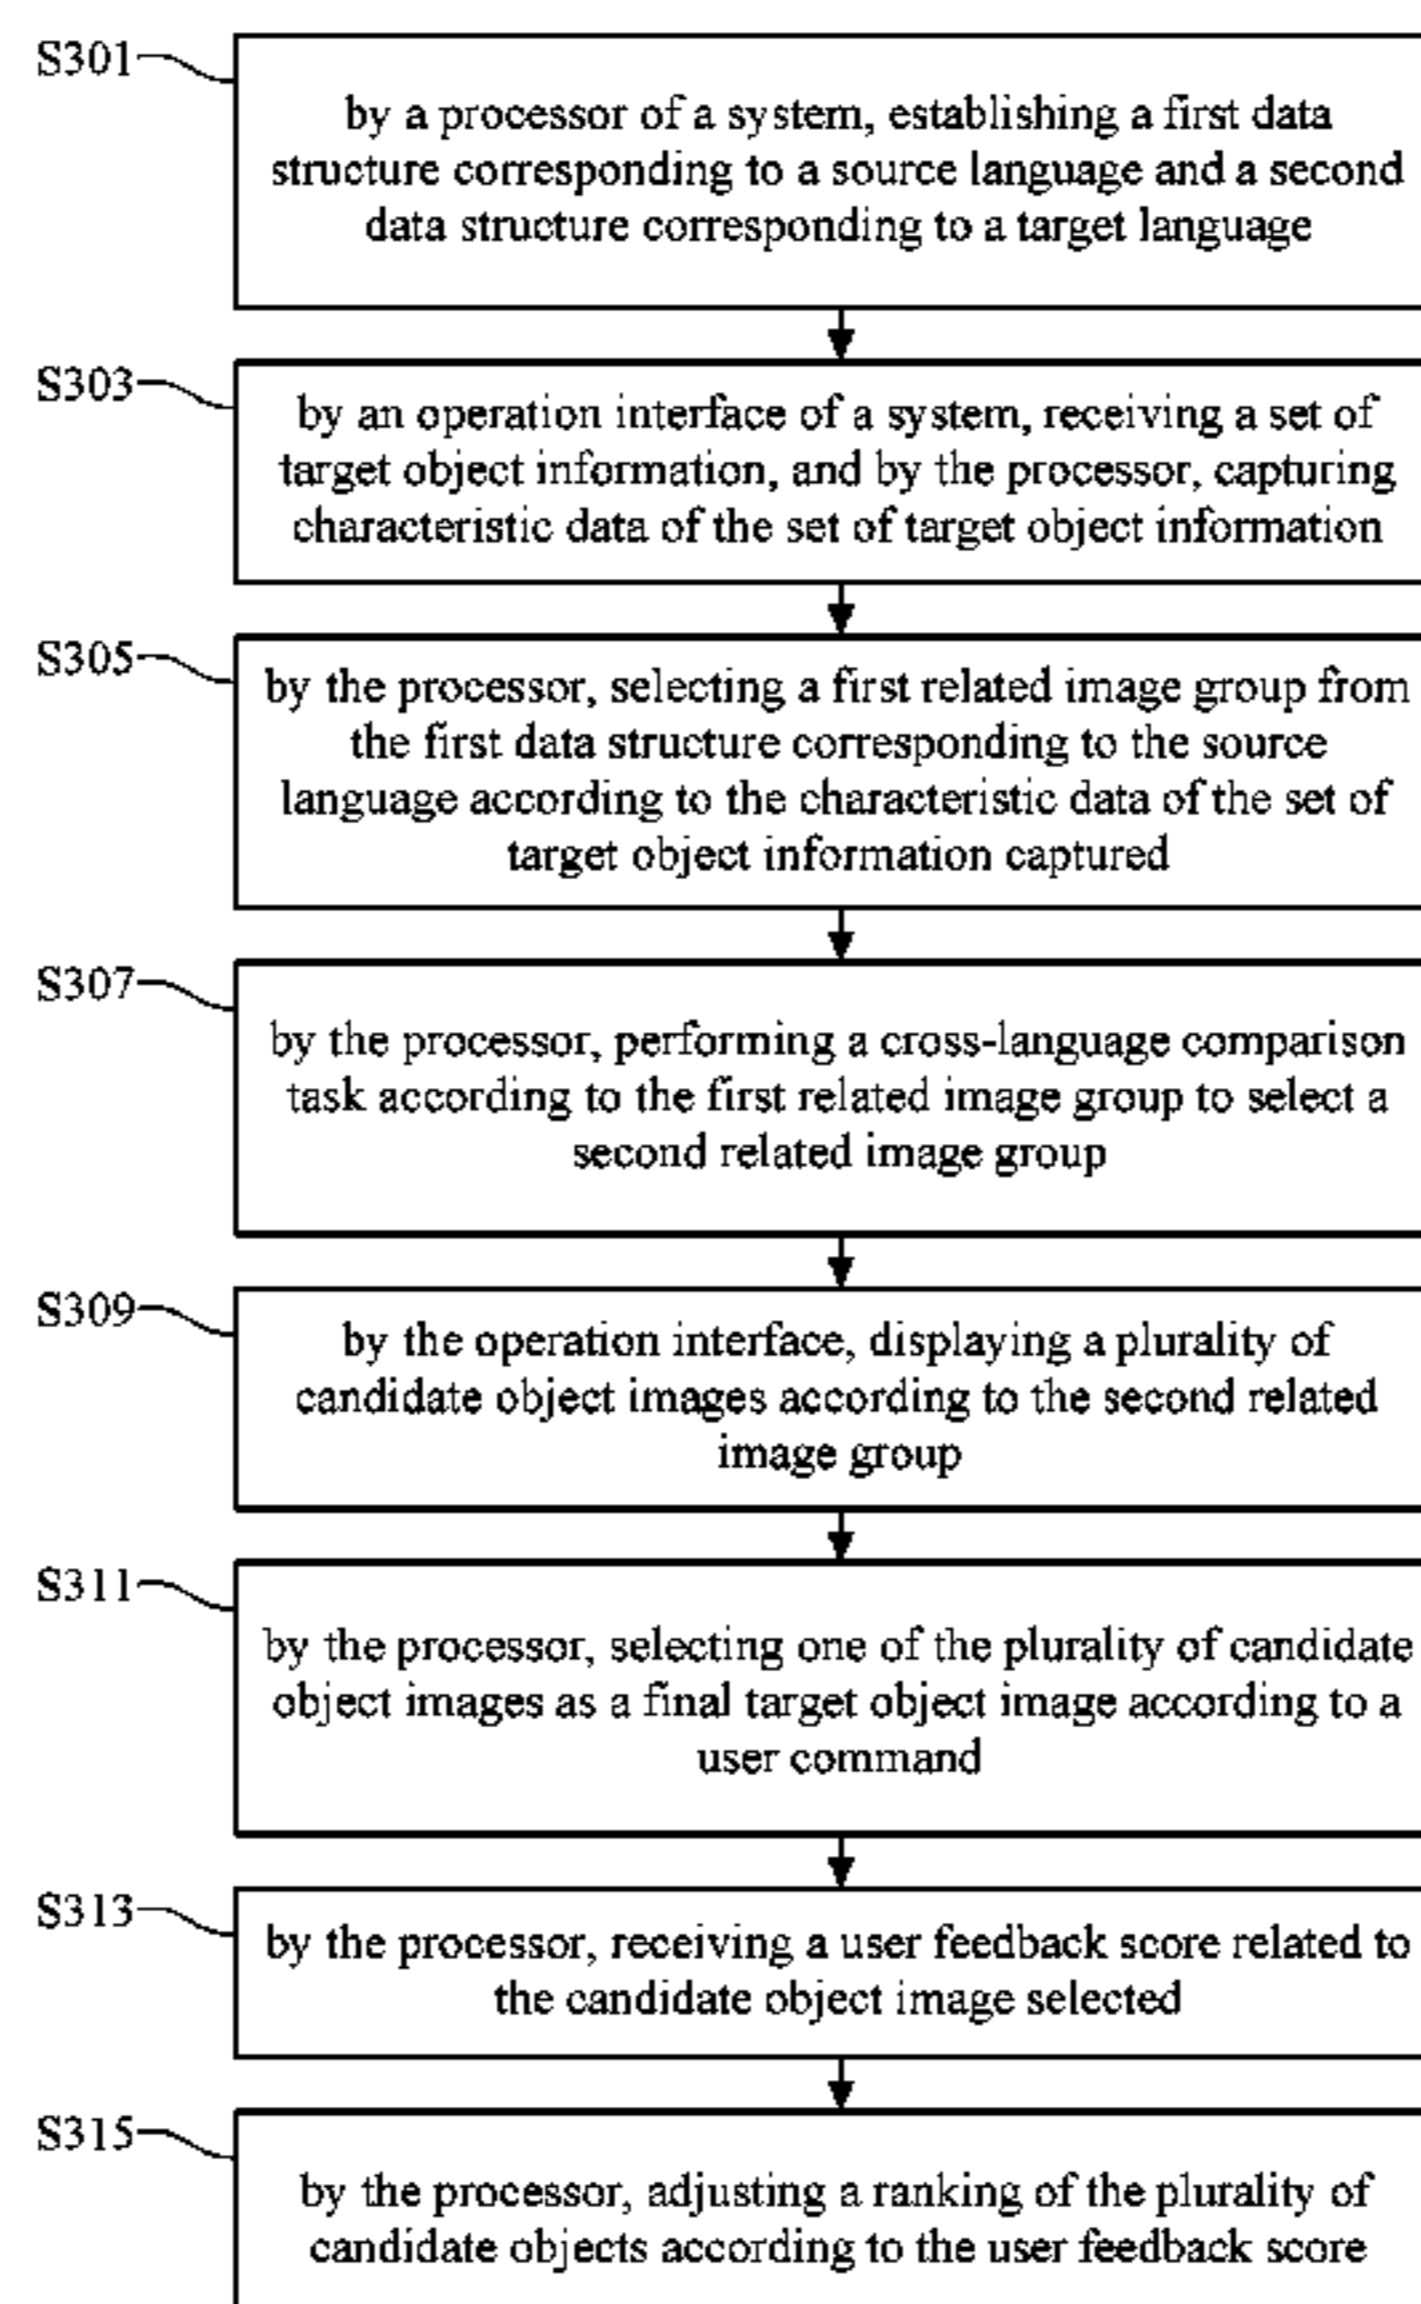 S301
by a processor of a system, establishing a first data
structure corresponding to a source language and a second
data structure corresponding to a target language
S303
by an operation interface of a system, receiving a set of
target object information, and by the processor, capturing
characteristic data of the set of target object information
S305
by the processor, selecting a first related image group from
the first data structure corresponding to the source
language according to the characteristic data of the set of
target object information captured
S307
by the processor, performing a cross-language comparison
task according to the first related image group to select a
second related image group
S309
by the operation interface, displaying a plurality of
candidate object images according to the second related
image group
S311
by the processor, selecting one of the plurality of candidate
object images as a final target object image according to a
user command
S313
by the processor, receiving a user feedback score related to
the candidate object image selected
S315
by the processor, adjusting a ranking of the plurality of
candidate objects according to the user feedback score